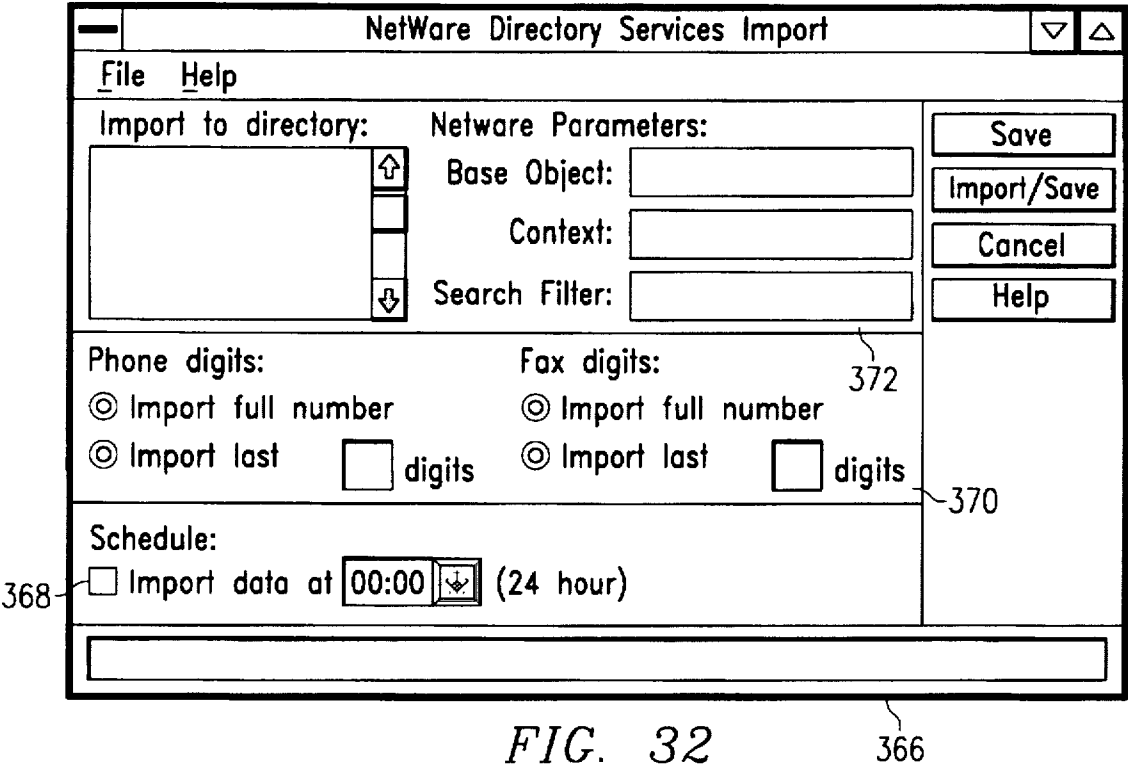 NetWare Directory Services Import
File Help
Import to directory:
Netware Parameters:
Base Object:
Context:
Search Filter:
Save
Import/Save
Cancel
Help
372
Phone digits:
Import full number
Import last digits
Fax digits:
Import full number
Import last digits
370
Schedule:
368
Import data at 00:00 (24 hour)
FIG. 32
366